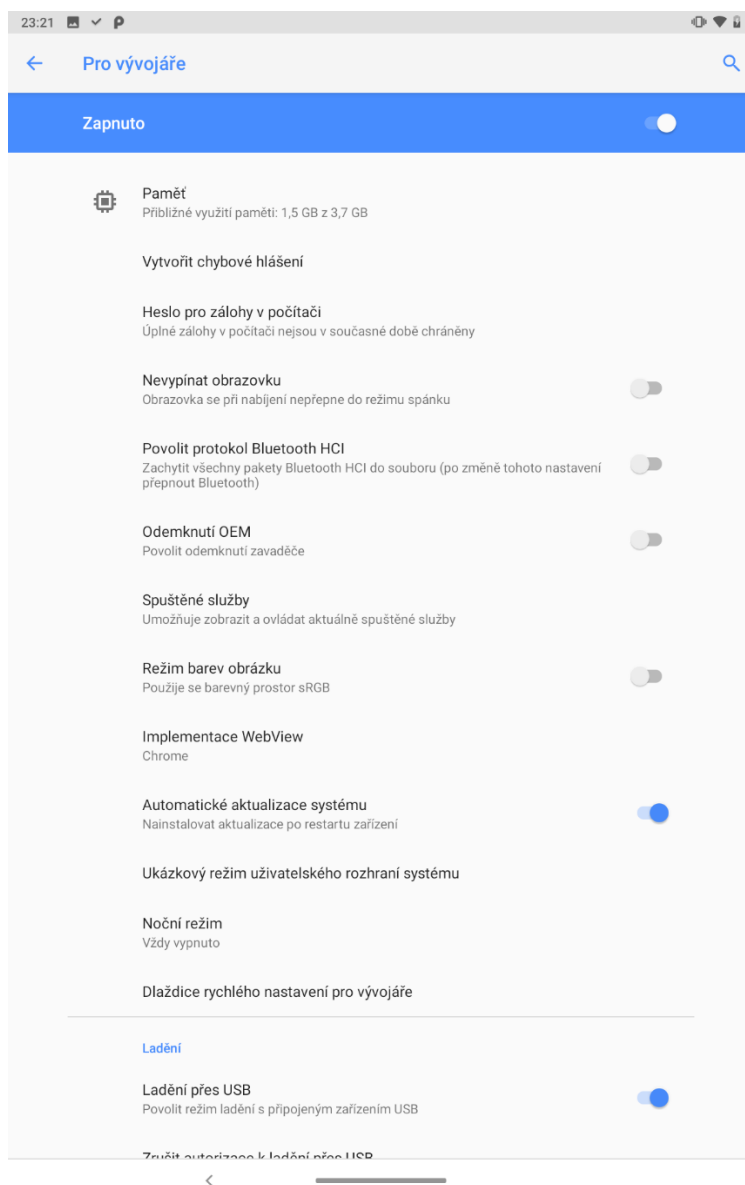 23:21
Pro vývojáře
Zapnuto
Paměť
Přibližné využití paměti: 1,5 GB z 3,7 GB
Vytvořit chybové hlášení
Heslo pro zálohy v počítači
Úplné zálohy v počítači nejsou v současné době chráněny
Nevypínat obrazovku
Obrazovka se při nabíjení nepřepne do režimu spánku
Povolit protokol Bluetooth HCI
Zachytit všechny pakety Bluetooth HCI do souboru (po změně tohoto nastavení
přepnout Bluetooth)
Odemknutí OEM
Povolit odemknutí zavaděče
Spuštěné služby
Umožňuje zobrazit a ovládat aktuálně spuštěné služby
Režim barev obrázku
Použije se barevný prostor sRGB
Implementace WebView
Chrome
Automatické aktualizace systému
Nainstalovat aktualizace po restartu zařízení
Ukázkový režim uživatelského rozhraní systému
Noční režim
Vždy vypnuto
Dlaždice rychlého nastavení pro vývojáře
Ladění
Ladění přes USB
Povolit režim ladění s připojeným zařízením USB
Zrušit autorizace k ladění přes USB